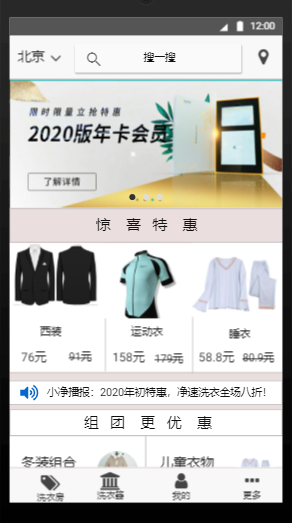 12:00
北京
搜一搜
限时限量立抢特惠
2020版年卡会员
了解详情
惊喜特惠
西装 运动衣 睡衣
76元 91元 158元 179元 58.8元 80.9元
小净播报：2020年初特惠，净速洗衣全场八折！
组团更优惠
冬装组合 儿童衣物
洗衣房 洗衣器 我的 更多